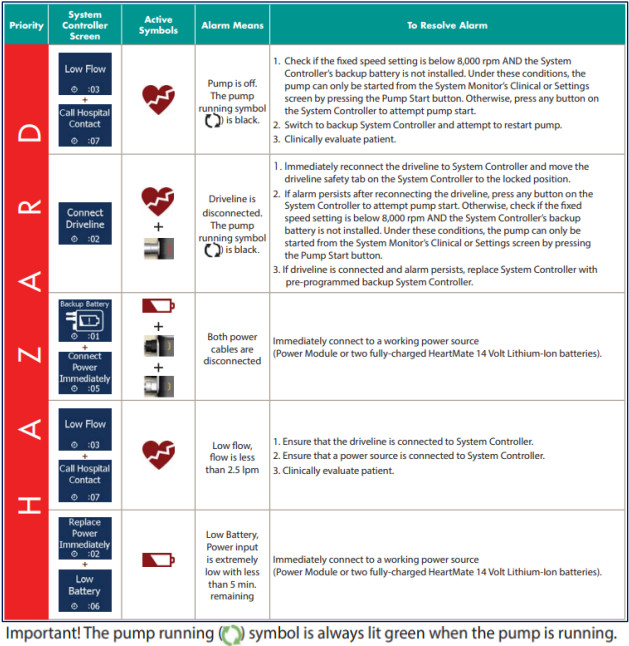 Priority
System
Controller
Screen
Active
Symbols
Alarm Means
To Resolve Alarm
HAZARD
Low Flow
:03
+
Call Hospital
Contact
:07
Pump is off.
The pump
running symbol
( ) is black.
1. Check if the fixed speed setting is below 8,000 rpm AND the System
Controller's backup battery is not installed. Under these conditions, the
pump can only be started from the System Monitor's Clinical or Settings
screen by pressing the Pump Start button. Otherwise, press any button on
the System Controller to attempt pump start.
2. Switch to backup System Controller and attempt to restart pump.
3. Clinically evaluate patient.
Connect
Driveline
:02
+
Driveline is
disconnected.
The pump
running symbol
( ) is black.
1. Immediately reconnect the driveline to System Controller and move the
driveline safety tab on the System Controller to the locked position.
2. If alarm persists after reconnecting the driveline, press any button on the
System Controller to attempt pump start. Otherwise, check if the fixed
speed setting is below 8,000 rpm AND the System Controller's backup
battery is not installed. Under these conditions, the pump can only be
started from the System Monitor's Clinical or Settings screen by pressing
the Pump Start button.
3. If driveline is connected and alarm persists, replace System Controller with
pre-programmed backup System Controller.
Backup Battery
:01
+
Connect
Power
Immediately
:05
+
+
Both power
cables are
disconnected
Immediately connect to a working power source
(Power Module or two fully-charged HeartMate 14 Volt Lithium-Ion batteries).
Low Flow
:03
+
Call Hospital
Contact
:07
Low flow,
flow is less
than 2.5 lpm
1. Ensure that the driveline is connected to System Controller.
2. Ensure that a power source is connected to System Controller.
3. Clinically evaluate patient.
Replace
Power
Immediately
:02
+
Low
Battery
:06
Low Battery,
Power input
is extremely
low with less
than 5 min.
remaining
Immediately connect to a working power source
(Power Module or two fully-charged HeartMate 14 Volt Lithium-Ion batteries).
Important! The pump running ( ) symbol is always lit green when the pump is running.